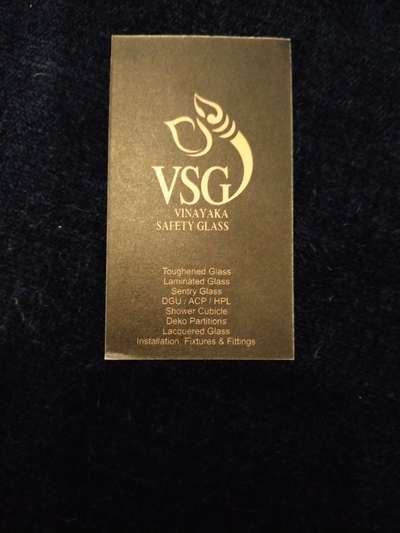 VSG
VINAYAKA
SAFETY GLASS
Toughened Glass
Laminated Glass
Sentry Glass
DGU / ACP / HPL
Shower Cubicle
Deko Partitions
Lacquered Glass
Installation, Fixtures & Fittings